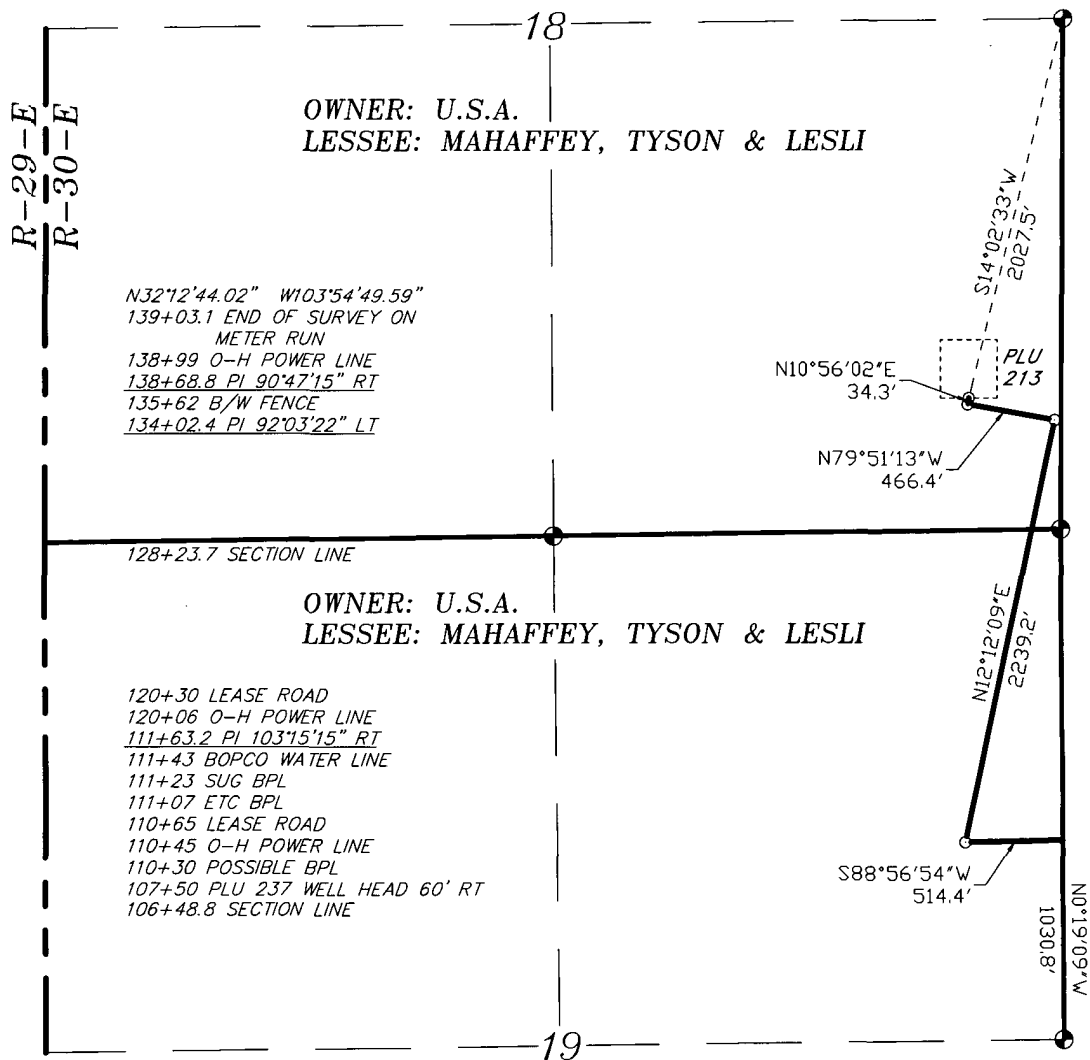 18
R-29-E
R-30-E
OWNER: U.S.A.
LESSEE: MAHAFFEY, TYSON & LESLI
S14°02'33"W
2027.5'
N32°12'44.02" W103°54'49.59"
139+03.1 END OF SURVEY ON
METER RUN
138+99 O-H POWER LINE
138+68.8 PI 90°47'15" RT
135+62 B/W FENCE
134+02.4 PI 92°03'22" LT
PLU
213
N10°56'02"E
34.3'
N79°51'13"W
466.4'
128+23.7 SECTION LINE
OWNER: U.S.A.
LESSEE: MAHAFFEY, TYSON & LESLI
N12°12'09"E
2239.2'
120+30 LEASE ROAD
120+06 O-H POWER LINE
111+63.2 PI 103°15'15" RT
111+43 BOPCO WATER LINE
111+23 SUG BPL
111+07 ETC BPL
110+65 LEASE ROAD
110+45 O-H POWER LINE
110+30 POSSIBLE BPL
107+50 PLU 237 WELL HEAD 60' RT
106+48.8 SECTION LINE
S88°56'54"W
514.4'
N0°19'09"W
1030.8'
19